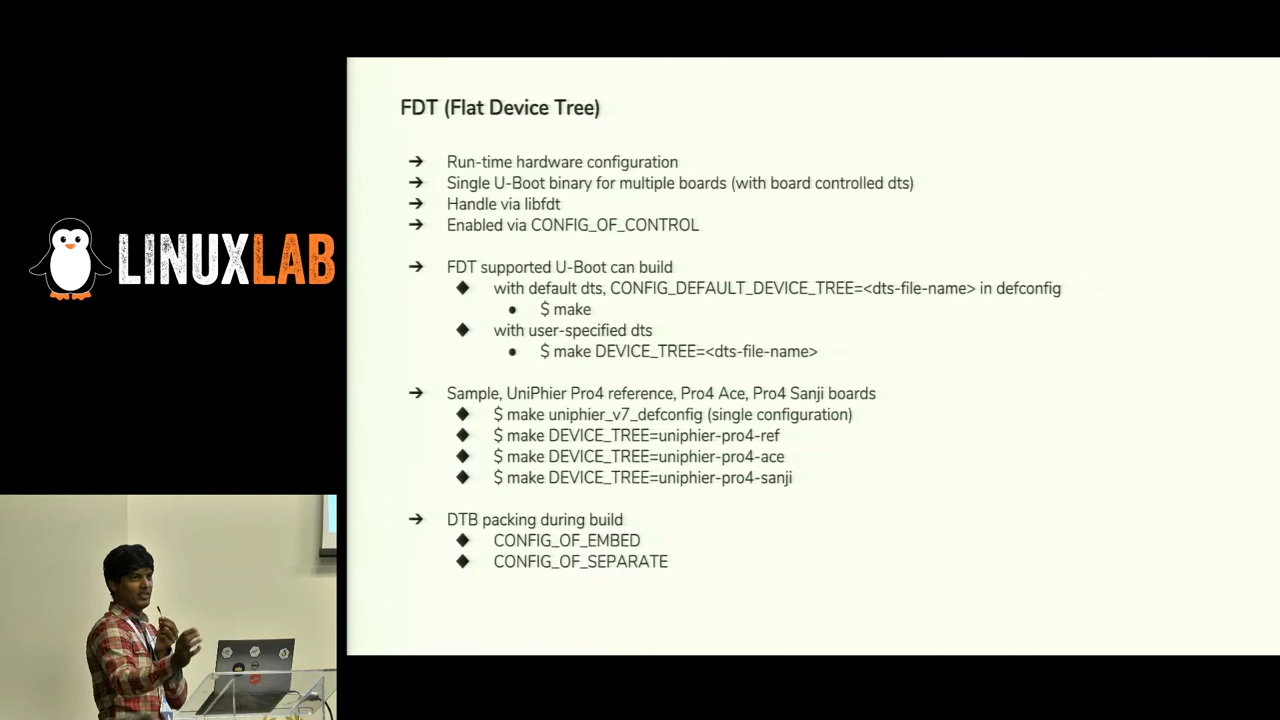 LINUXLAB
FDT (Flat Device Tree)
➔ Run-time hardware configuration
➔ Single U-Boot binary for multiple boards (with board controlled dts)
➔ Handle via libfdt
➔ Enabled via CONFIG_OF_CONTROL
➔ FDT supported U-Boot can build
◆ with default dts, CONFIG_DEFAULT_DEVICE_TREE=<dts-file-name> in defconfig
● $ make
◆ with user-specified dts
● $ make DEVICE_TREE=<dts-file-name>
➔ Sample, UniPhier Pro4 reference, Pro4 Ace, Pro4 Sanji boards
◆ $ make uniphier_v7_defconfig (single configuration)
◆ $ make DEVICE_TREE=uniphier-pro4-ref
◆ $ make DEVICE_TREE=uniphier-pro4-ace
◆ $ make DEVICE_TREE=uniphier-pro4-sanji
➔ DTB packing during build
◆ CONFIG_OF_EMBED
◆ CONFIG_OF_SEPARATE